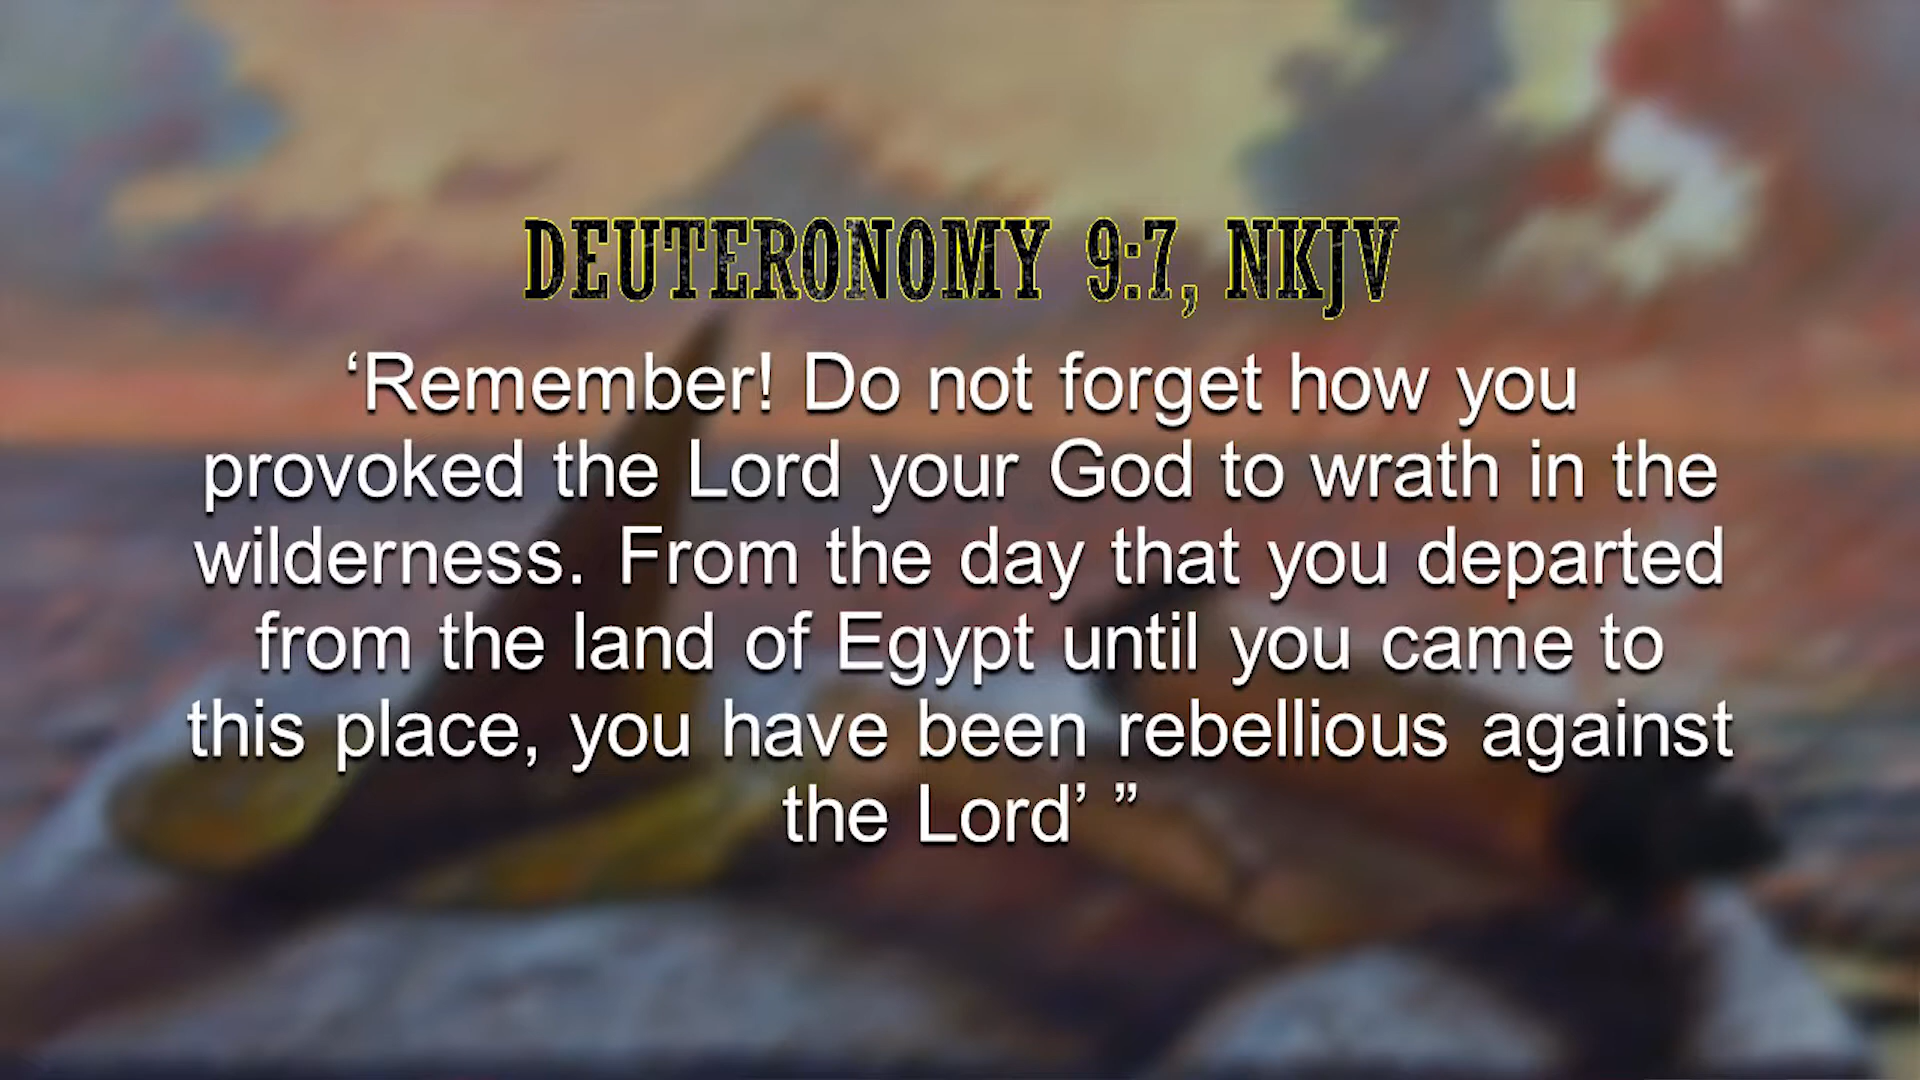 DEUTERONOMY 9:7, NKJV
‘Remember! Do not forget how you
provoked the Lord your God to wrath in the
wilderness. From the day that you departed
from the land of Egypt until you came to
this place, you have been rebellious against
the Lord’ ”